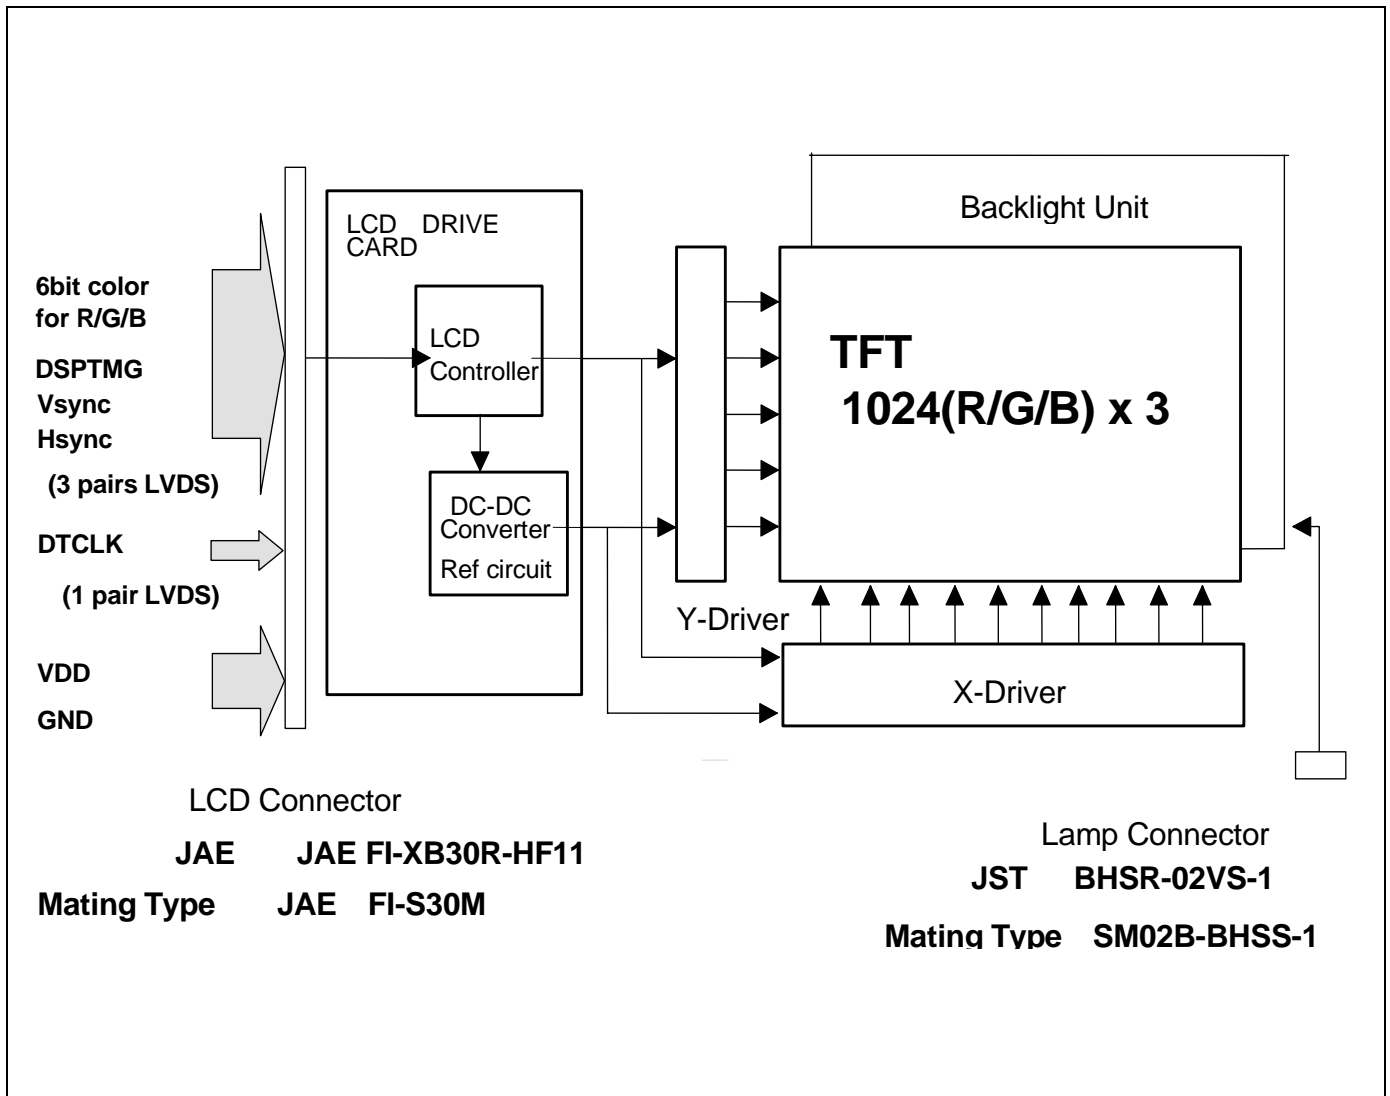 Backlight Unit
LCD DRIVE
CARD
6bit color
for R/G/B
DSPTMG
Vsync
Hsync
(3 pairs LVDS)
DTCLK
(1 pair LVDS)
VDD
GND
LCD
Controller
DC-DC
Converter
Ref circuit
TFT
1024(R/G/B) x 3
Y-Driver
X-Driver
LCD Connector
JAE JAE FI-XB30R-HF11
Mating Type JAE FI-S30M
Lamp Connector
JST BHSR-02VS-1
Mating Type SM02B-BHSS-1